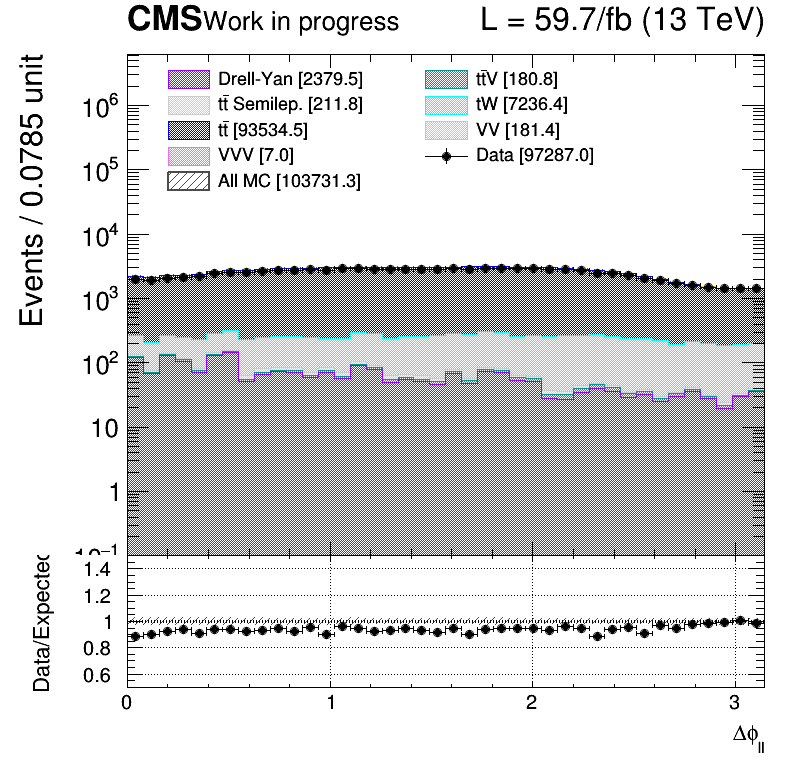 CMS Work in progress L = 59.7/fb (13 TeV)
Events / 0.0785 unit
Drell-Yan [2379.5]
tt̄ Semilep. [211.8]
tt̄ [93534.5]
VVV [7.0]
All MC [103731.3]
tt̄V [180.8]
tW [7236.4]
VV [181.4]
Data [97287.0]
10⁶
10⁵
10⁴
10³
10²
10
1
10⁻¹
Data/Expected
1.4
1.2
1
0.8
0.6
0 1 2 3
Δϕ_ll